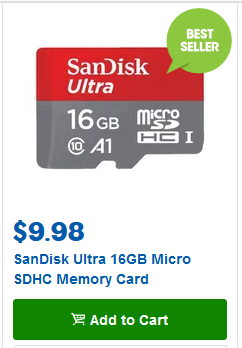 BEST
SELLER
SanDisk
Ultra
16GB
micro
SD
HC I
10 A1
$9.98
SanDisk Ultra 16GB Micro
SDHC Memory Card
Add to Cart